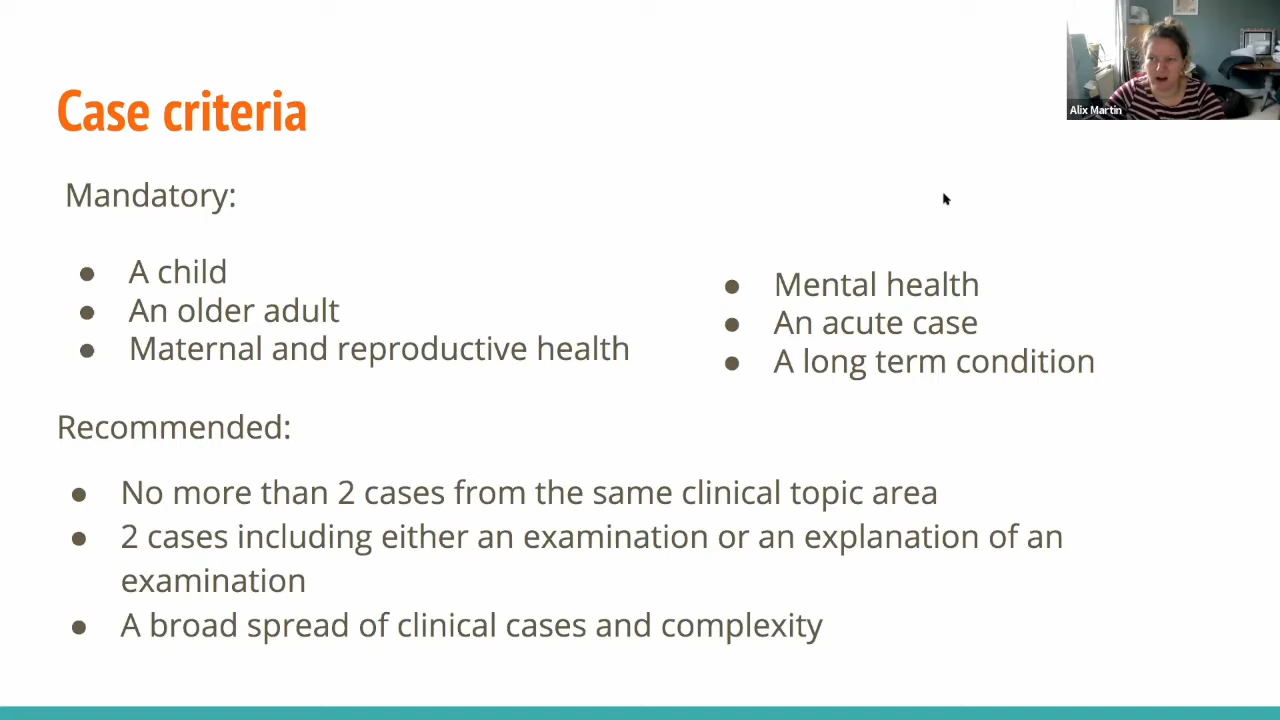 Case criteria
Alix Martin
Mandatory:
● A child
● An older adult
● Maternal and reproductive health
● Mental health
● An acute case
● A long term condition
Recommended:
● No more than 2 cases from the same clinical topic area
● 2 cases including either an examination or an explanation of an
examination
● A broad spread of clinical cases and complexity